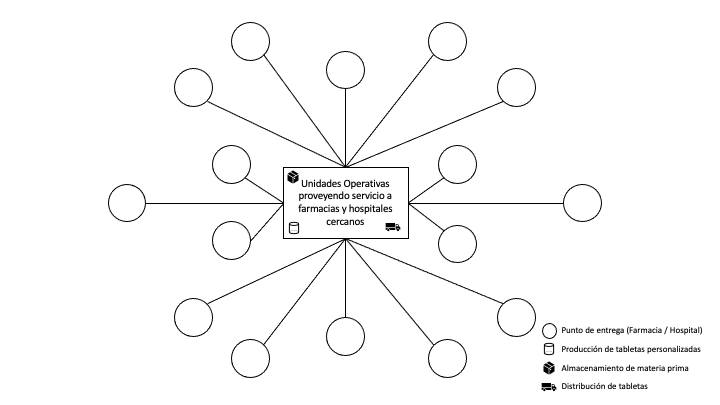 Unidades Operativas
proveyendo servicio a
farmacias y hospitales
cercanos
Punto de entrega (Farmacia / Hospital)
Producción de tabletas personalizadas
Almacenamiento de materia prima
Distribución de tabletas